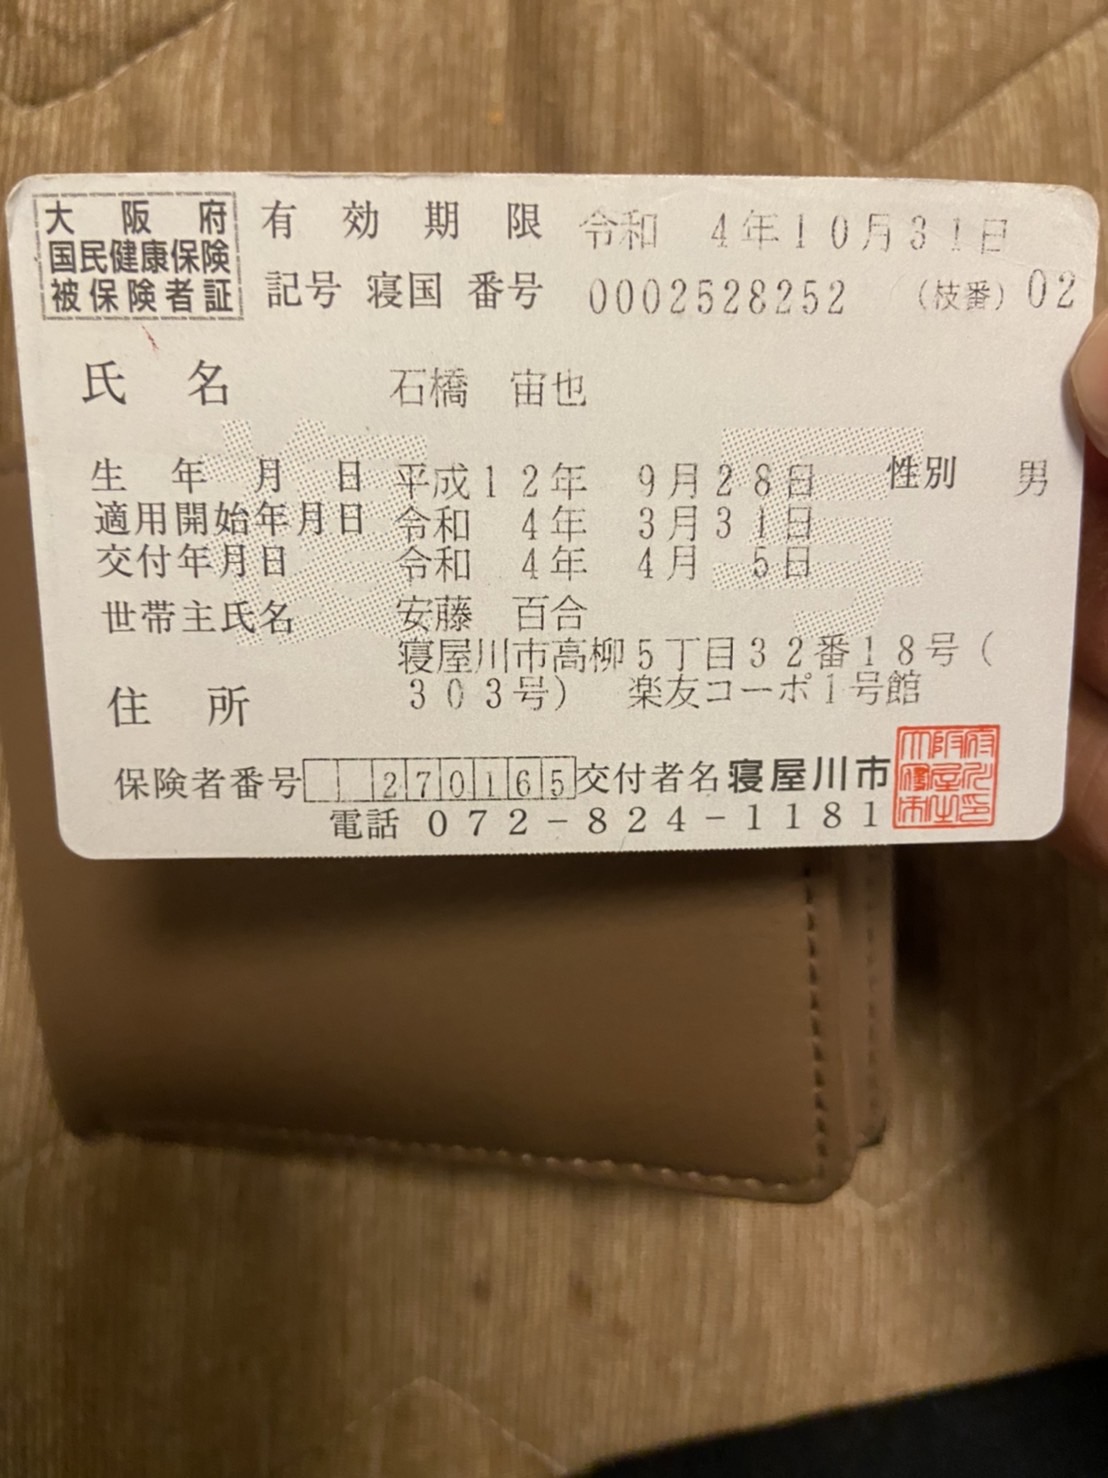 大阪府
国民健康保険
被保険者証
有効期限 令和 4年10月31日
記号 寝国 番号 0002528252 (枝番) 02
氏名 石橋 宙也
生年月日 平成12年 9月28日 性別 男
適用開始年月日 令和 4年 3月31日
交付年月日 令和 4年 4月 5日
世帯主氏名 安藤 百合
住所 寝屋川市高柳5丁目32番18号(
303号) 楽友コーポ1号館
保険者番号 270165 交付者名 寝屋川市
電話 072-824-1181